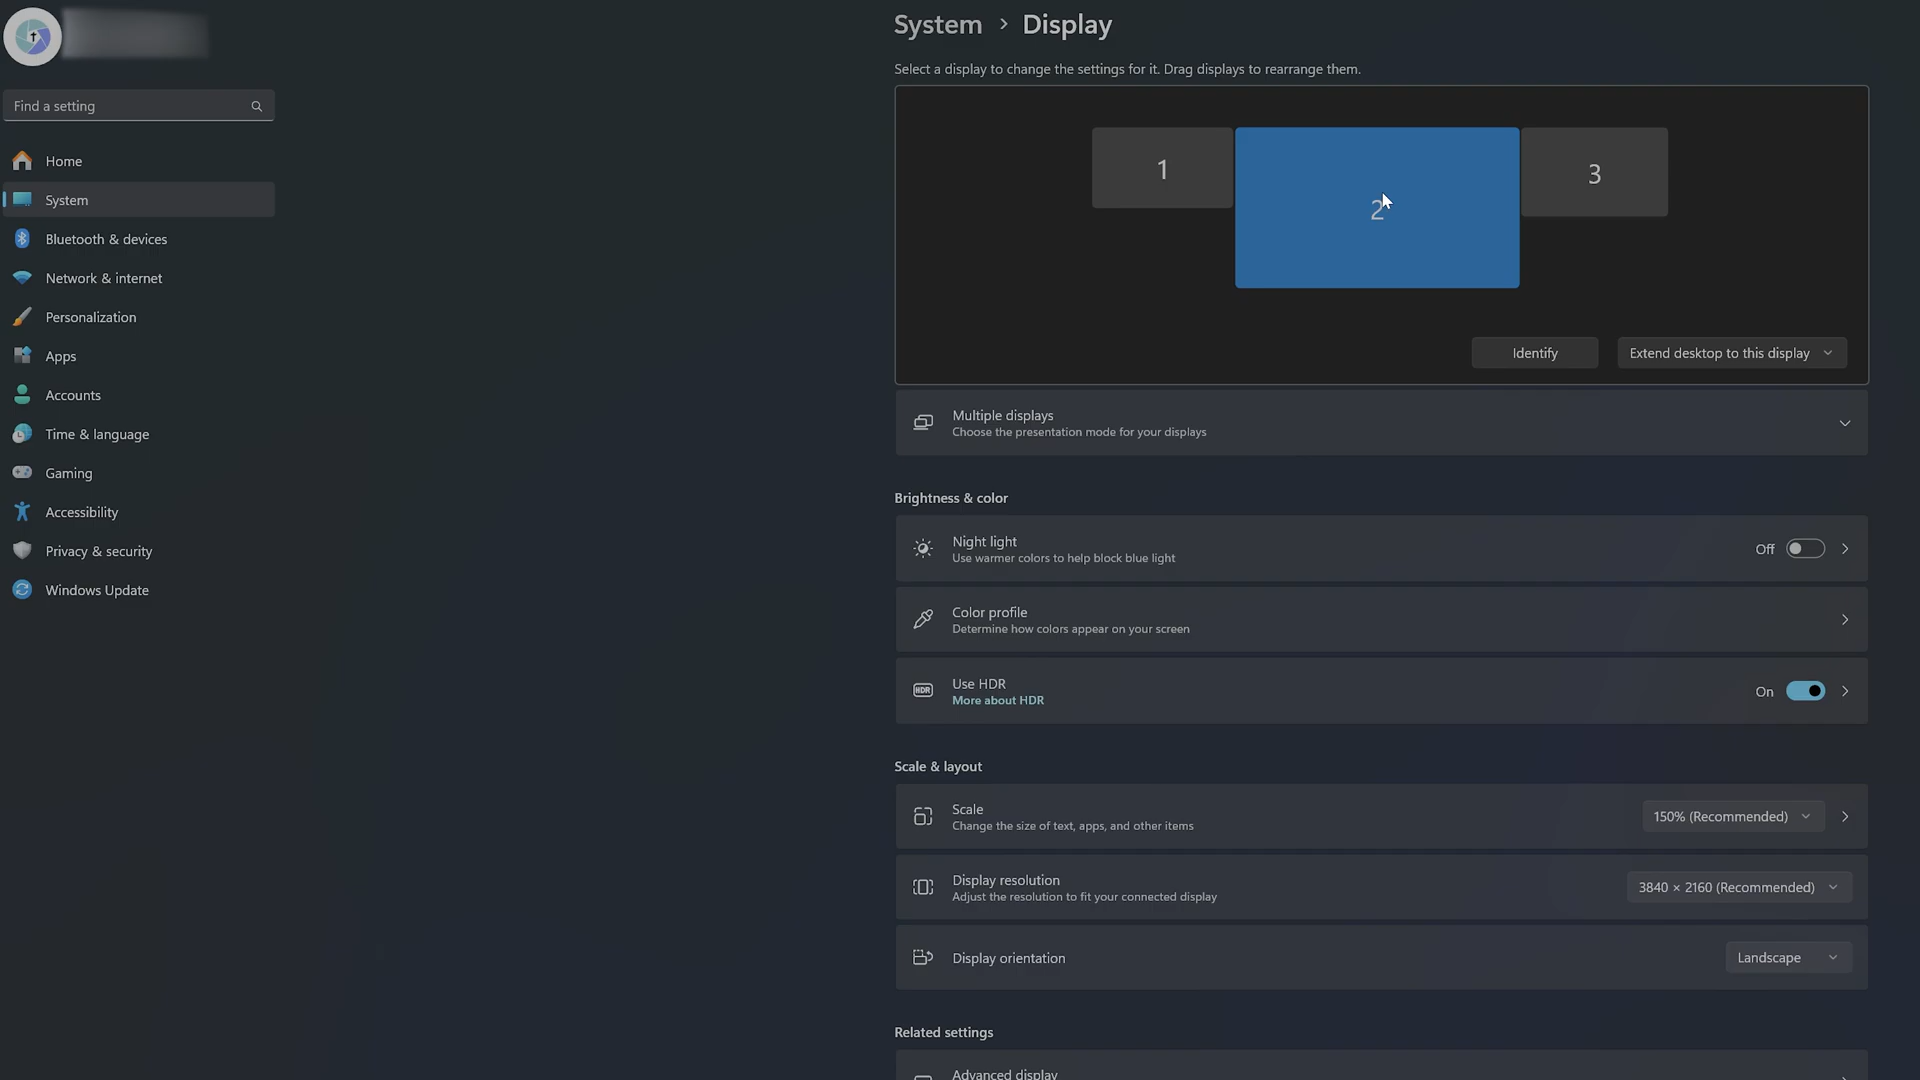 System > Display
Select a display to change the settings for it. Drag displays to rearrange them.
Find a setting
Home
System
Bluetooth & devices
Network & internet
Personalization
Apps
Accounts
Time & language
Gaming
Accessibility
Privacy & security
Windows Update
1
2
3
Identify
Extend desktop to this display
Multiple displays
Choose the presentation mode for your displays
Brightness & color
Night light
Use warmer colors to help block blue light
Off
Color profile
Determine how colors appear on your screen
HDR
Use HDR
More about HDR
On
Scale & layout
Scale
Change the size of text, apps, and other items
150% (Recommended)
Display resolution
Adjust the resolution to fit your connected display
3840 × 2160 (Recommended)
Display orientation
Landscape
Related settings
Advanced display